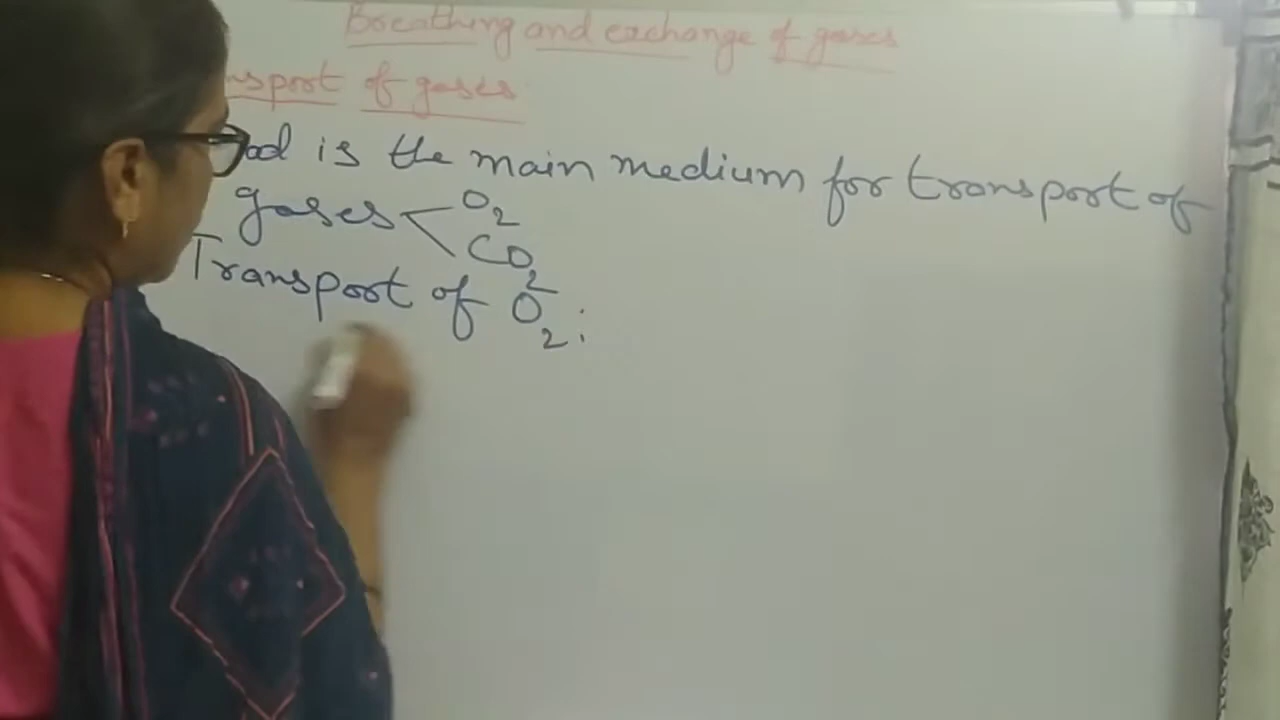 Breathing and exchange of gases
nsport of gases
ood is the main medium for transport of
gases < O2
CO2
Transport of O2 :